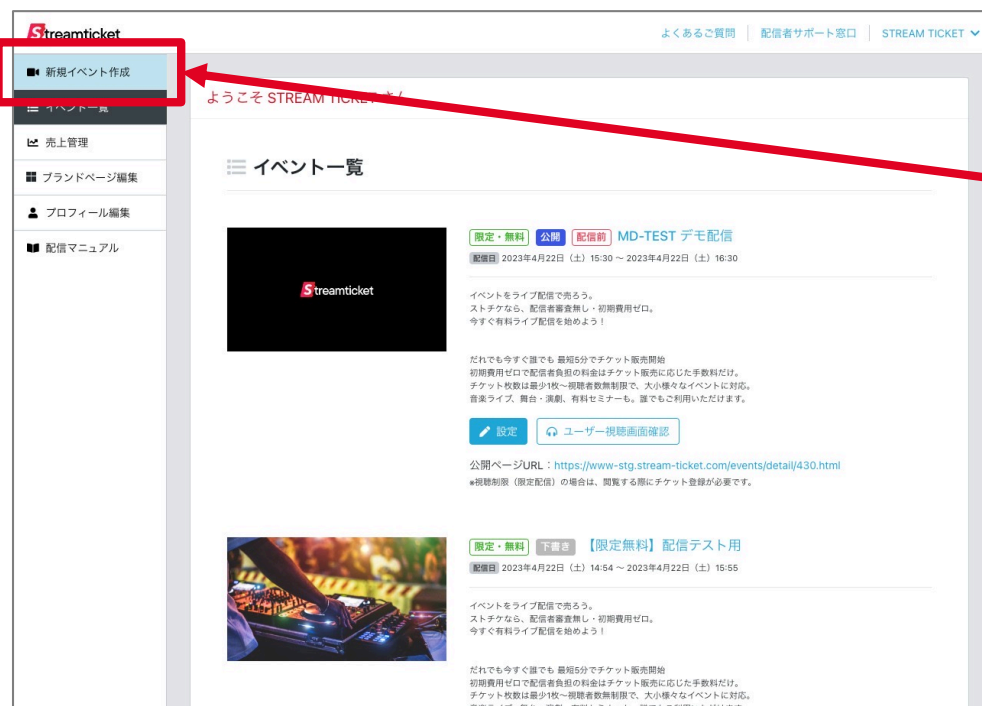 Streamticket
よくあるご質問
配信者サポート窓口
STREAM TICKET
新規イベント作成
イベント一覧
売上管理
ブランドページ編集
プロフィール編集
配信マニュアル
ようこそ STREAM TICKET さん
イベント一覧
Streamticket
限定・無料 公開 配信前 MD-TEST デモ配信
配信日 2023年4月22日（土）15:30 ～ 2023年4月22日（土）16:30
イベントをライブ配信で売ろう。
ストチケなら、配信者審査無し・初期費用ゼロ。
今すぐ有料ライブ配信を始めよう！
だれでも今すぐ誰でも 最短5分でチケット販売開始
初期費用ゼロで配信者負担の料金はチケット販売に応じた手数料だけ。
チケット枚数は最少1枚～視聴者数無制限で、大小様々なイベントに対応。
音楽ライブ、舞台・演劇、有料セミナーも。誰でもご利用いただけます。
設定
ユーザー視聴画面確認
公開ページURL：https://www-stg.stream-ticket.com/events/detail/430.html
※視聴制限（限定配信）の場合は、閲覧する際にチケット登録が必要です。
限定・無料 下書き 【限定無料】配信テスト用
配信日 2023年4月22日（土）14:54 ～ 2023年4月22日（土）15:55
イベントをライブ配信で売ろう。
ストチケなら、配信者審査無し・初期費用ゼロ。
今すぐ有料ライブ配信を始めよう！
だれでも今すぐ誰でも 最短5分でチケット販売開始
初期費用ゼロで配信者負担の料金はチケット販売に応じた手数料だけ。
チケット枚数は最少1枚～視聴者数無制限で、大小様々なイベントに対応。